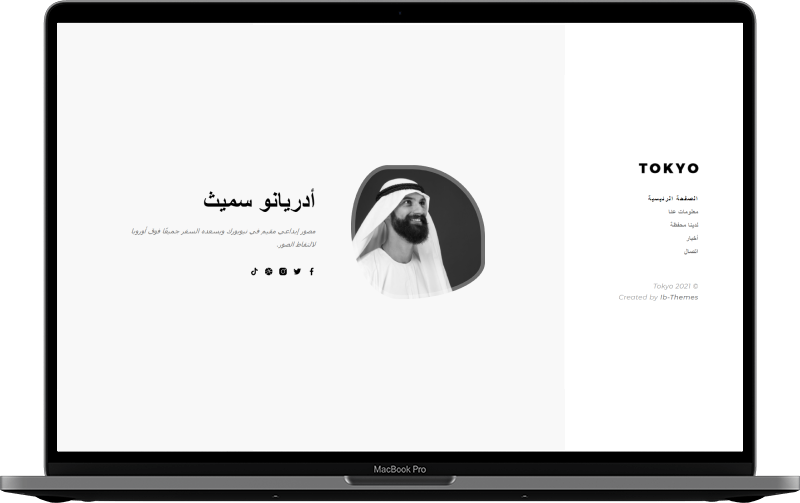 TOKYO
الصفحة الرئيسية
معلومات عنا
لدينا محفظة
أخبار
اتصال
Tokyo 2021 ©
Created by Ib-Themes
أدريانو سميث
مصور إبداعي مقيم في نيويورك ويسعده السفر جميعًا فوق أوروبا
لالتقاط الصور.
MacBook Pro